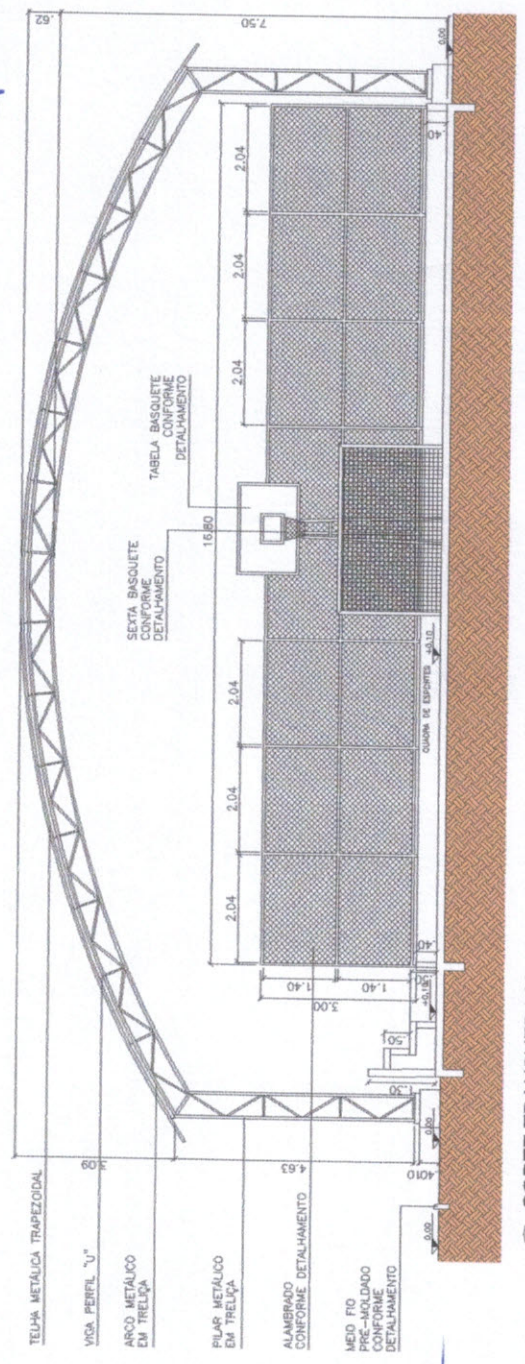 TELHA METÁLICA TRAPEZOIDAL
VIGA PERFIL "U"
ARCO METÁLICO
EM TRELIÇA
PILAR METÁLICO
EM TRELIÇA
ALAMBRADO
CONFORME DETALHAMENTO
MEIO FIO
PRÉ-MOLDADO
CONFORME
DETALHAMENTO
SEXTA BASQUETE
CONFORME
DETALHAMENTO
TABELA BASQUETE
CONFORME
DETALHAMENTO
16.80
2.04
2.04
2.04
2.04
2.04
2.04
.62
7.50
3.09
4.63
.40
.40
1.40
1.40
3.00
.50
1.30
QUADRA DE ESPORTES
+0,10
0,00
0,00
0,00